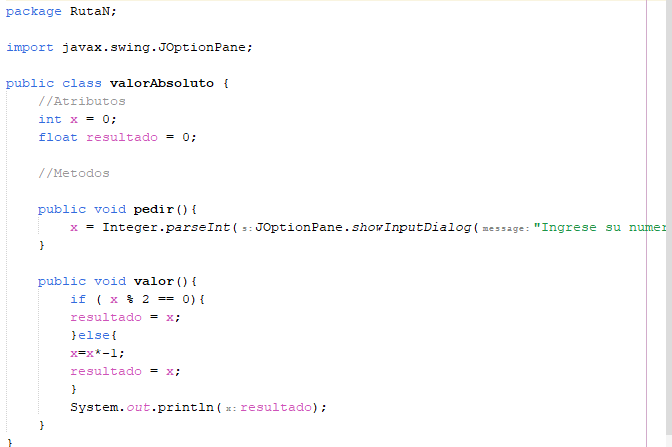 package RutaN;
import javax.swing.JOptionPane;
public class valorAbsoluto {
//Atributos
int x = 0;
float resultado = 0;
//Metodos
public void pedir(){
x = Integer.parseInt( s: JOptionPane.showInputDialog( message: "Ingrese su
}
public void valor(){
if ( x % 2 == 0){
resultado = x;
}else{
x=x*-1;
resultado = x;
}
System.out.println( x: resultado);
}
}